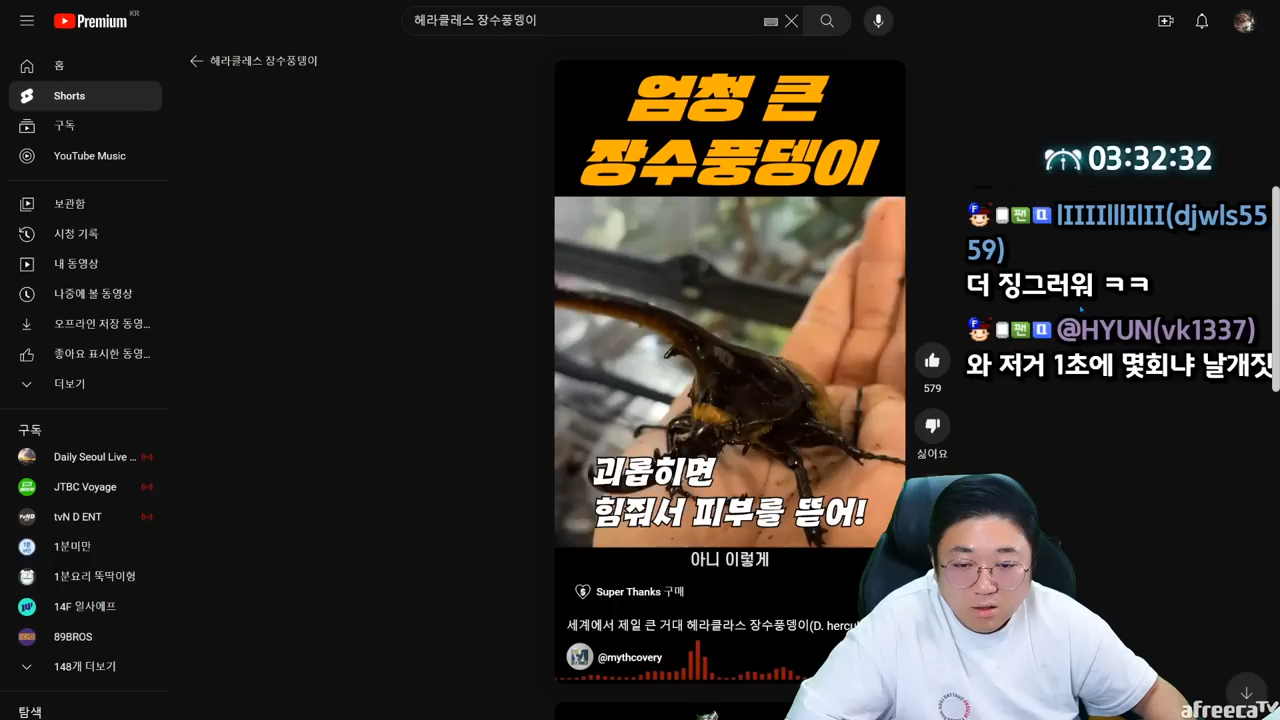 Premium KR
헤라클레스 장수풍뎅이
홈
Shorts
구독
YouTube Music
보관함
시청 기록
내 동영상
나중에 볼 동영상
오프라인 저장 동영...
좋아요 표시한 동영...
더보기
구독
Daily Seoul Live ...
JTBC Voyage
tvN D ENT
1분미만
1분요리 뚝딱이형
14F 일사에프
89BROS
148개 더보기
탐색
헤라클레스 장수풍뎅이
엄청 큰
장수풍뎅이
괴롭히면
힘줘서 피부를 뜯어!
아니 이렇게
Super Thanks 구매
세계에서 제일 큰 거대 헤라클라스 장수풍뎅이(D. hercul
@mythcovery
579
싫어요
03:32:32
(djwls55
59)
더 징그러워 ㅋㅋ
@HYUN(vk1337)
와 저거 1초에 몇회냐 날개짓
afreecaTV